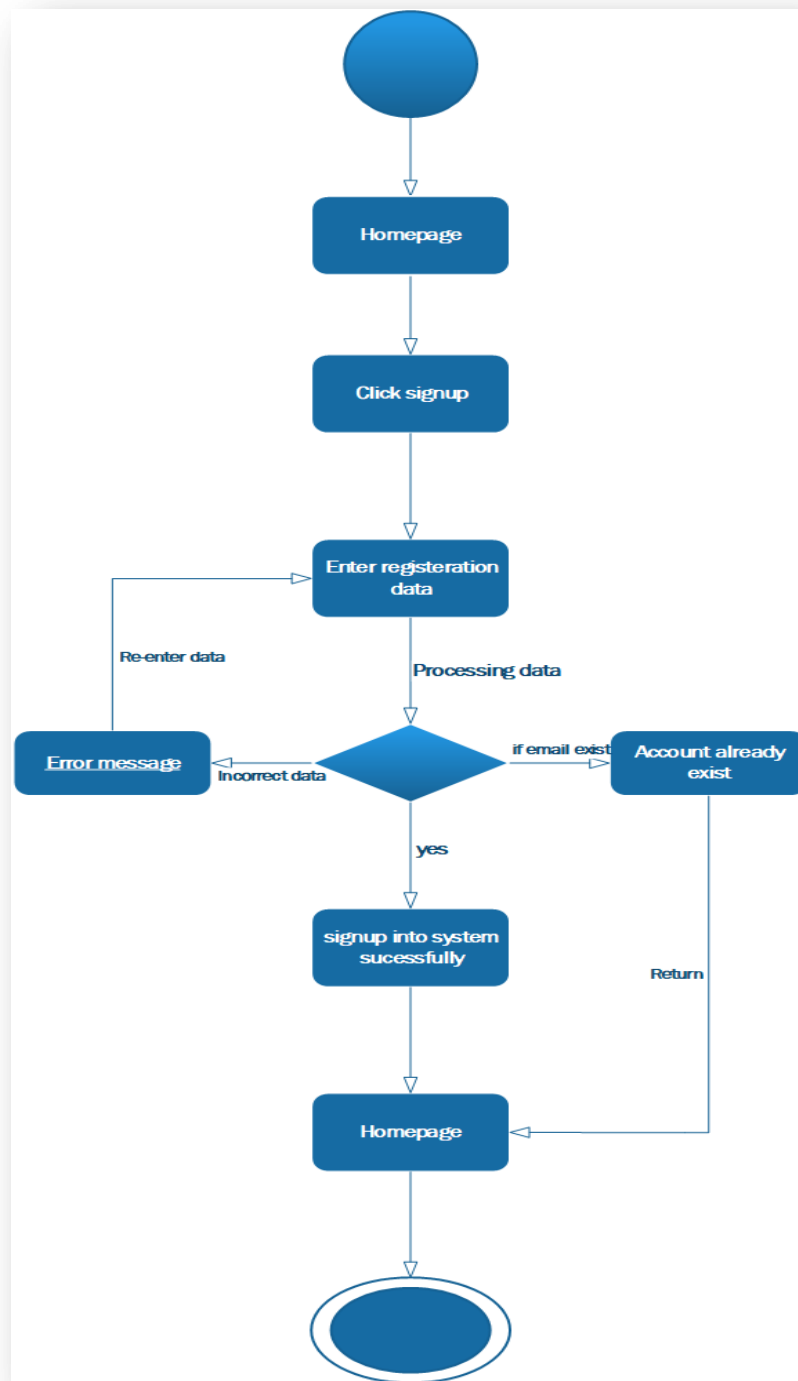 Homepage
Click signup
Enter registeration
data
Re-enter data
Processing data
Error message
Incorrect data
if email exist
Account already
exist
yes
signup into system
sucessfully
Return
Homepage